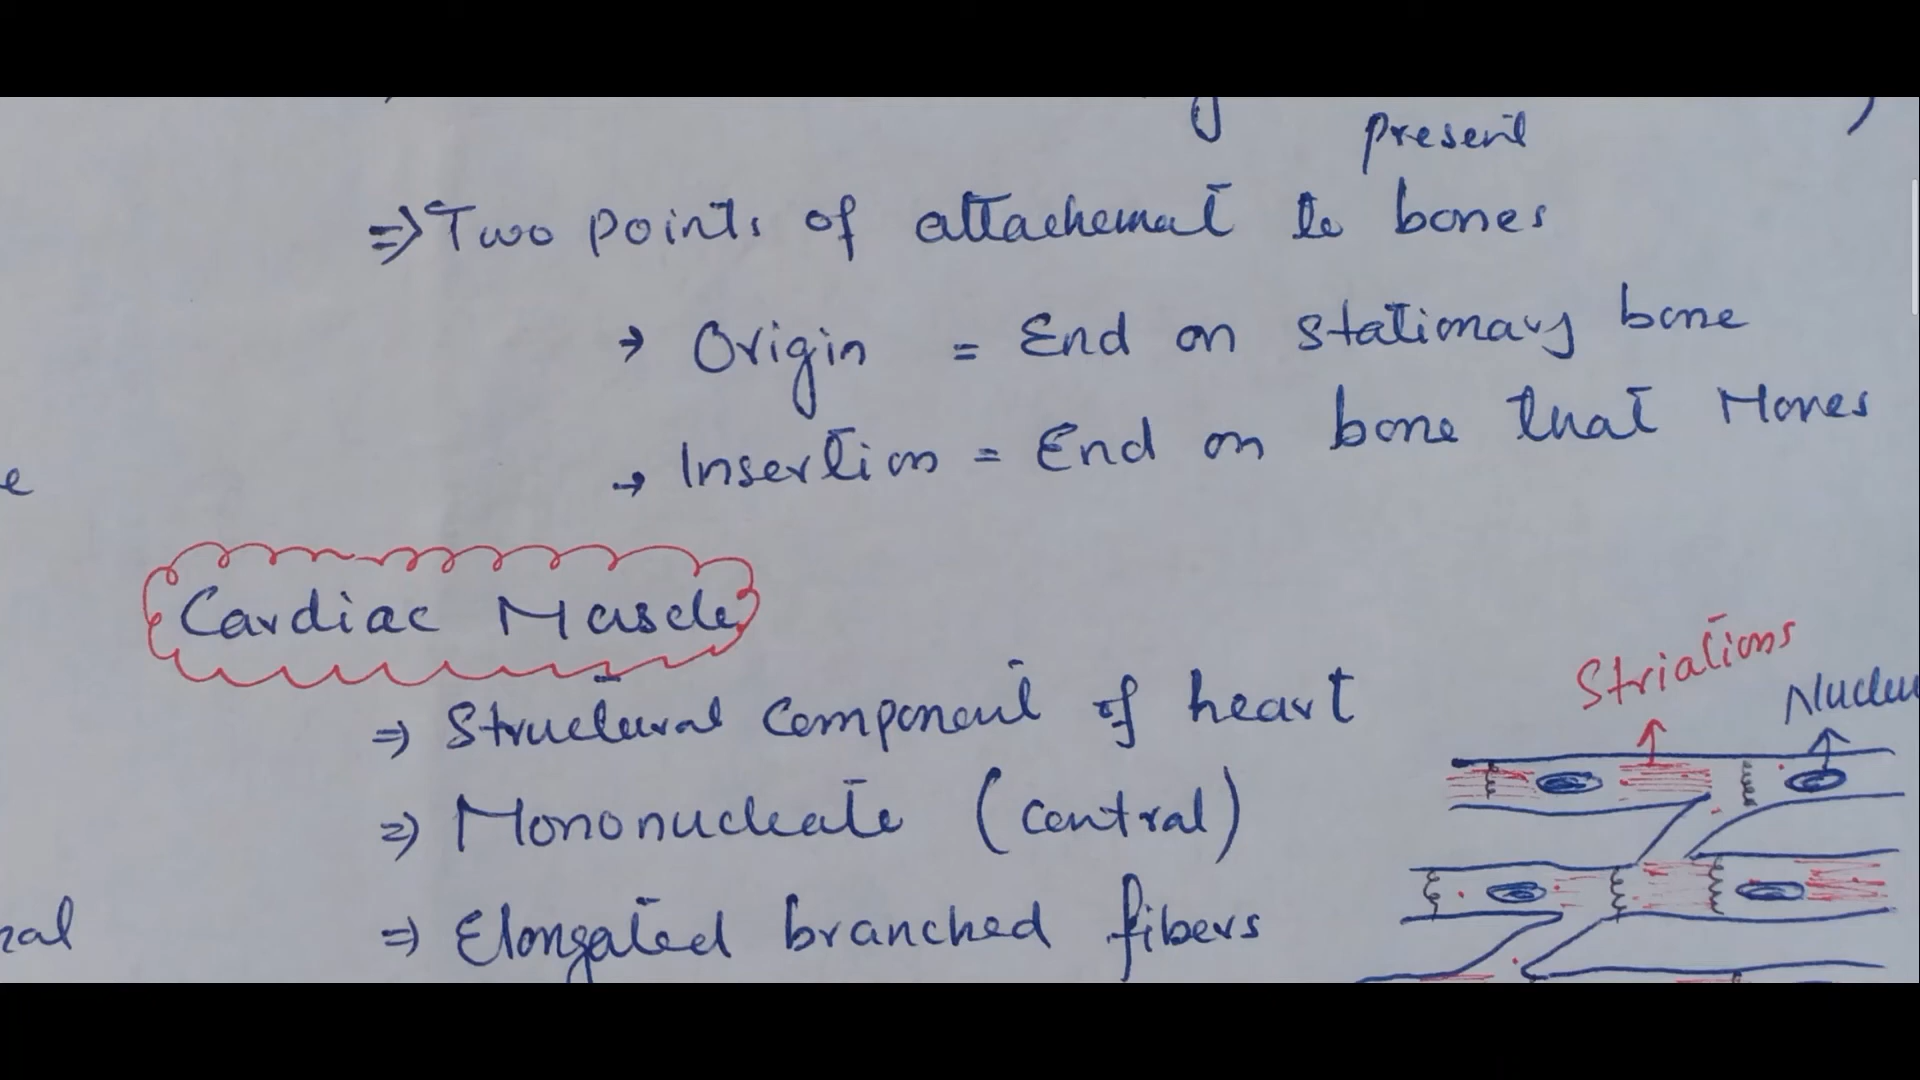 present
⇒ Two points of attachemat to bones
→ Origin = End on stationary bone
→ Insertion = End on bone that Moves
Cardiac Muscle
⇒ Structural component of heart
Striations
⇒ Mononucleate (central)
⇒ Elongated branched fibers